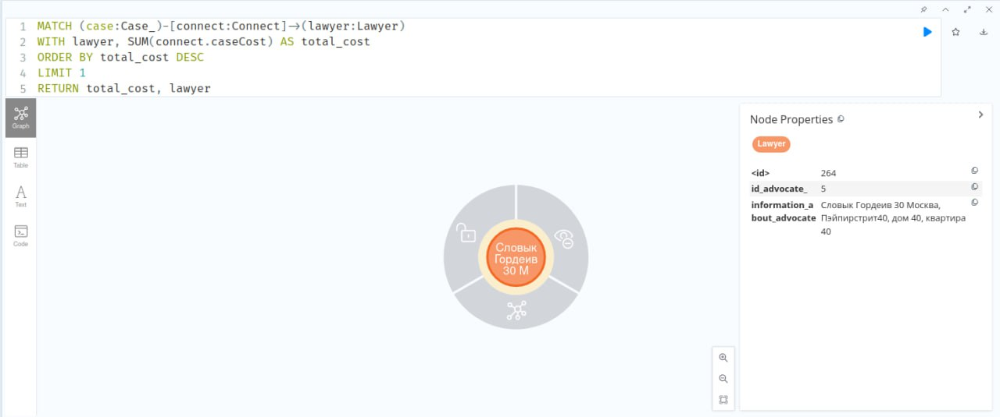 1 MATCH (case:Case_)-[connect:Connect]→(lawyer:Lawyer)
2 WITH lawyer, SUM(connect.caseCost) AS total_cost
3 ORDER BY total_cost DESC
4 LIMIT 1
5 RETURN total_cost, lawyer
Graph
Table
Text
Code
Словык
Гордеив
30 М
Node Properties
Lawyer
<id> 264
id_advocate_ 5
information_a Словык Гордеив 30 Москва,
bout_advocate Пэйпирстрит40, дом 40, квартира
40